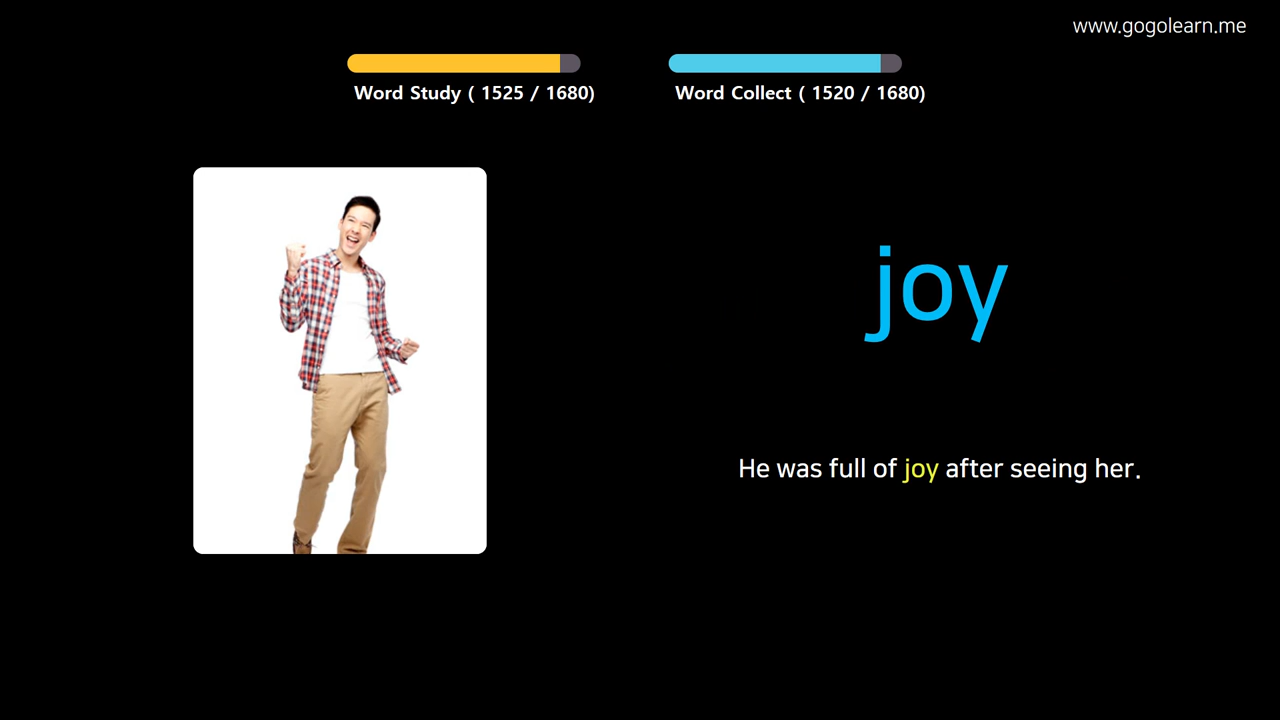 www.gogolearn.me
Word Study ( 1525 / 1680)
Word Collect ( 1520 / 1680)
joy
He was full of joy after seeing her.